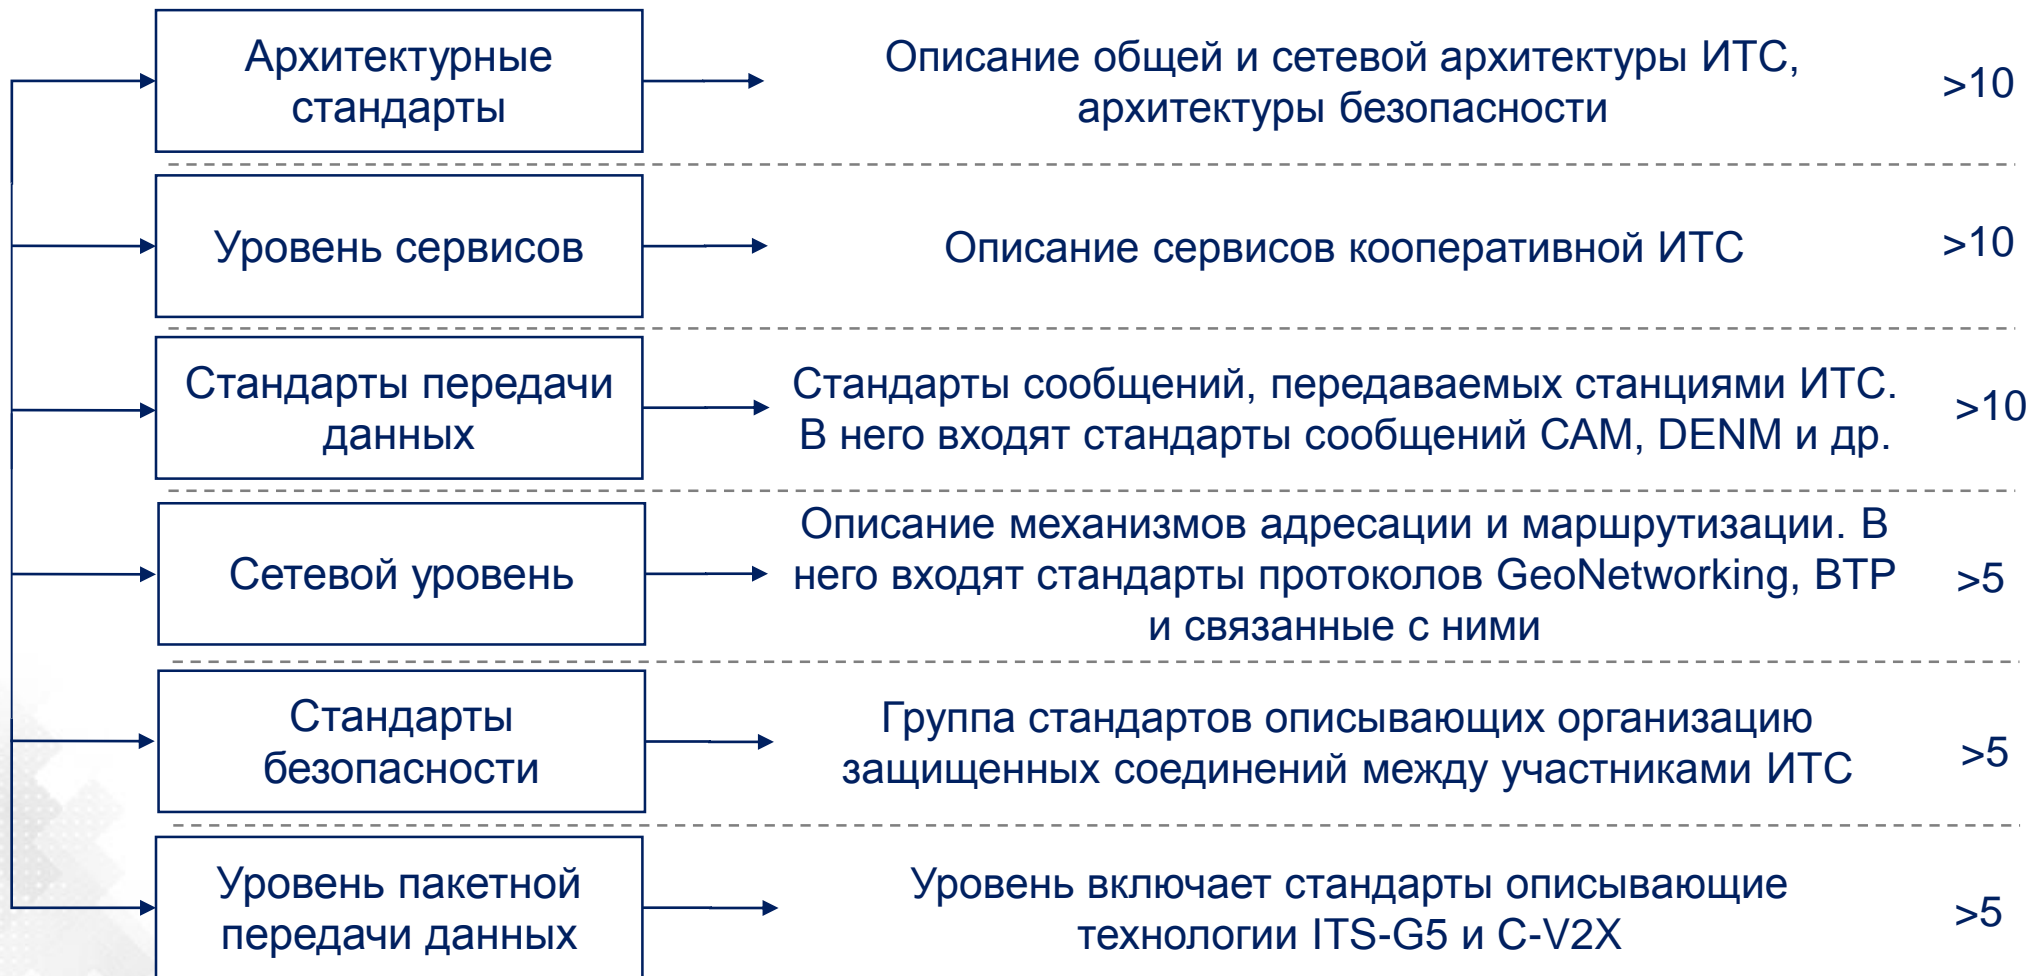 Архитектурные
стандарты
Описание общей и сетевой архитектуры ИТС,
архитектуры безопасности
>10
Уровень сервисов
Описание сервисов кооперативной ИТС
>10
Стандарты передачи
данных
Стандарты сообщений, передаваемых станциями ИТС.
В него входят стандарты сообщений CAM, DENM и др.
>10
Сетевой уровень
Описание механизмов адресации и маршрутизации. В
него входят стандарты протоколов GeoNetworking, BTP
и связанные с ними
>5
Стандарты
безопасности
Группа стандартов описывающих организацию
защищенных соединений между участниками ИТС
>5
Уровень пакетной
передачи данных
Уровень включает стандарты описывающие
технологии ITS-G5 и C-V2X
>5